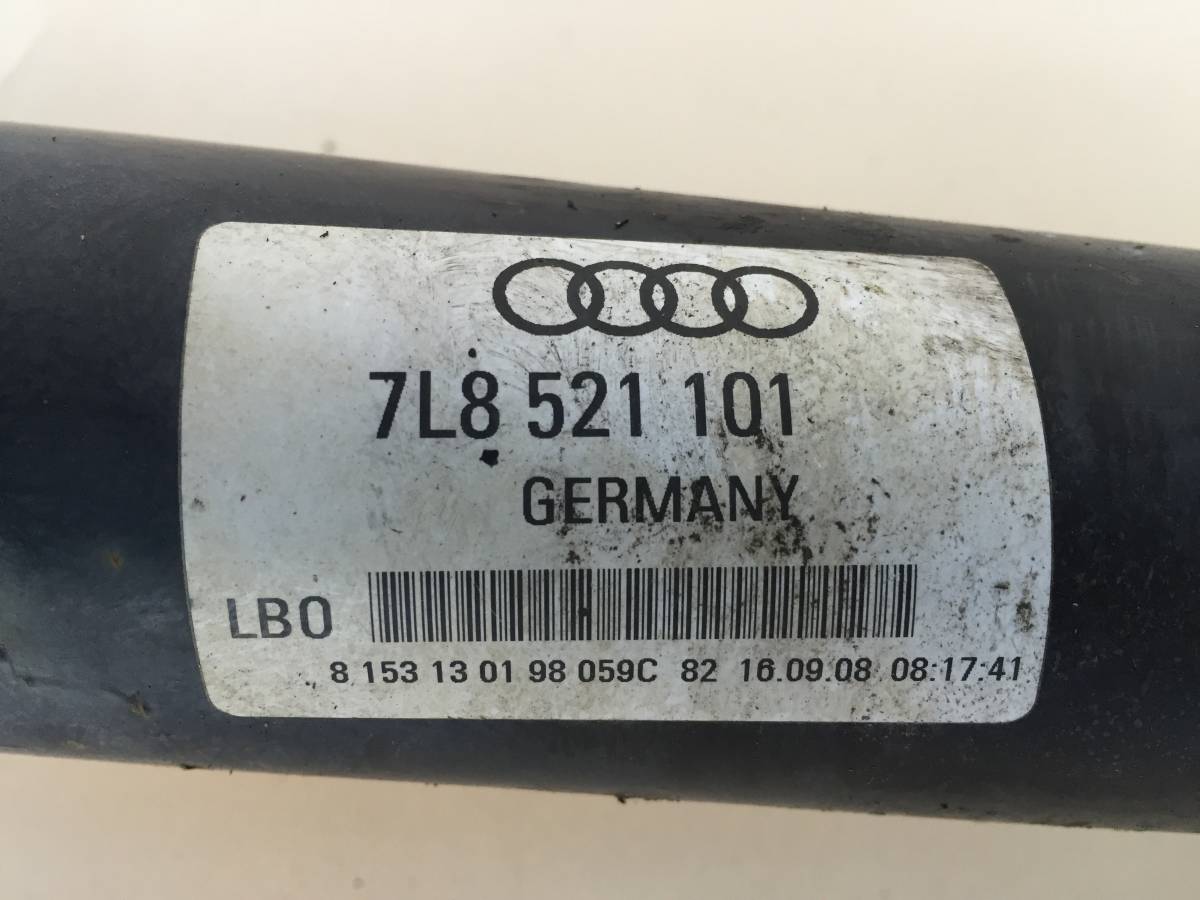 7L8 521 101
GERMANY
LBO
8 153 13 01 98 059C 82 16.09.08 08:17:41